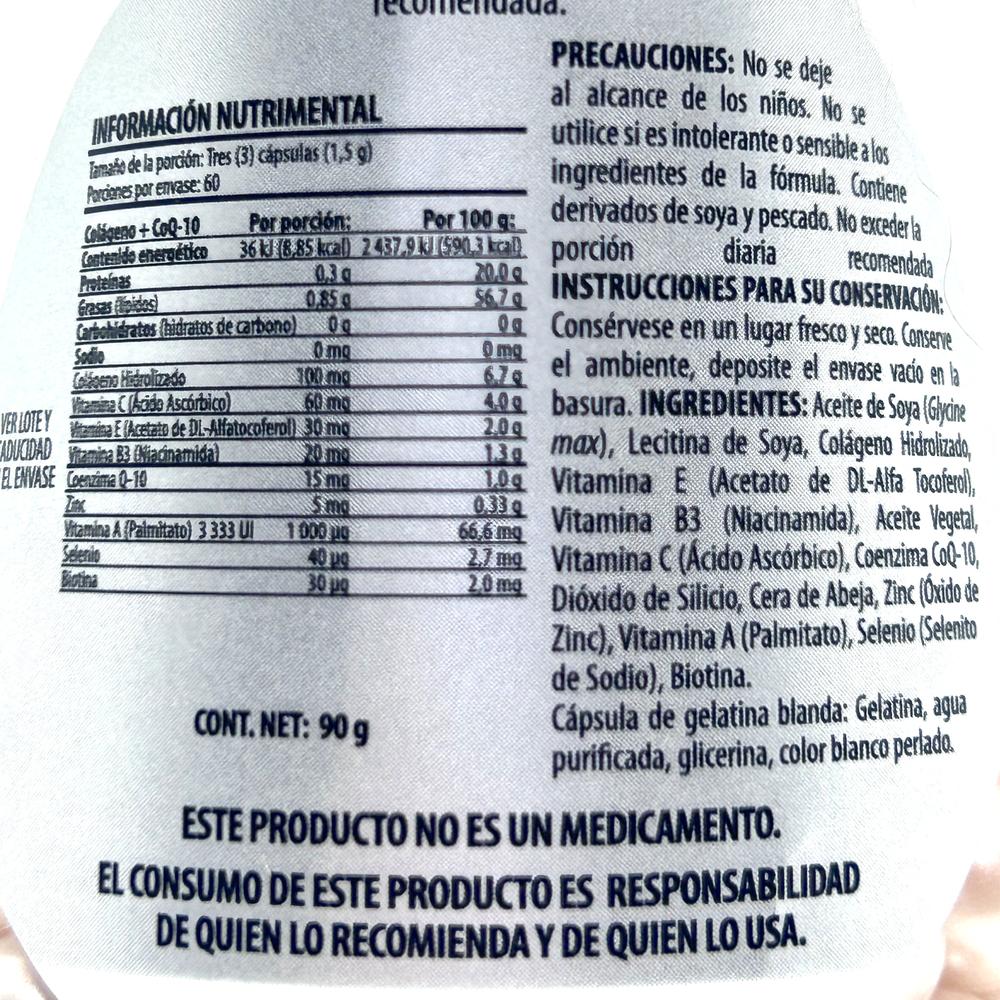 recomendada.
INFORMACIÓN NUTRIMENTAL
Tamaño de la porción: Tres (3) cápsulas (1,5 g)
Porciones por envase: 60
Colágeno + CoQ-10 Por porción: Por 100 g:
Contenido energético 36 kJ (8,85 kcal) 2 437,9 kJ (590,3 kcal)
Proteínas 0,3 g 20,0 g
Grasas (lípidos) 0,85 g 56,7 g
Carbohidratos (hidratos de carbono) 0 g 0 g
Sodio 0 mg 0 mg
Colágeno Hidrolizado 100 mg 6,7 g
Vitamina C (Ácido Ascórbico) 60 mg 4,0 g
Vitamina E (Acetato de DL-Alfatocoferol) 30 mg 2,0 g
Vitamina B3 (Niacinamida) 20 mg 1,3 g
Coenzima Q-10 15 mg 1,0 g
Zinc 5 mg 0,33 g
Vitamina A (Palmitato) 3 333 UI 1 000 µg 66,6 mg
Selenio 40 µg 2,7 mg
Biotina 30 µg 2,0 mg
VER LOTE Y
CADUCIDAD
EL ENVASE
CONT. NET: 90 g
PRECAUCIONES: No se deje
al alcance de los niños. No se
utilice si es intolerante o sensible a los
ingredientes de la fórmula. Contiene
derivados de soya y pescado. No exceder la
porción diaria recomendada
INSTRUCCIONES PARA SU CONSERVACIÓN:
Consérvese en un lugar fresco y seco. Conserve
el ambiente, deposite el envase vacío en la
basura. INGREDIENTES: Aceite de Soya (Glycine
max), Lecitina de Soya, Colágeno Hidrolizado,
Vitamina E (Acetato de DL-Alfa Tocoferol),
Vitamina B3 (Niacinamida), Aceite Vegetal,
Vitamina C (Ácido Ascórbico), Coenzima CoQ-10,
Dióxido de Silicio, Cera de Abeja, Zinc (Óxido de
Zinc), Vitamina A (Palmitato), Selenio (Selenito
de Sodio), Biotina.
Cápsula de gelatina blanda: Gelatina, agua
purificada, glicerina, color blanco perlado.
ESTE PRODUCTO NO ES UN MEDICAMENTO.
EL CONSUMO DE ESTE PRODUCTO ES RESPONSABILIDAD
DE QUIEN LO RECOMIENDA Y DE QUIEN LO USA.